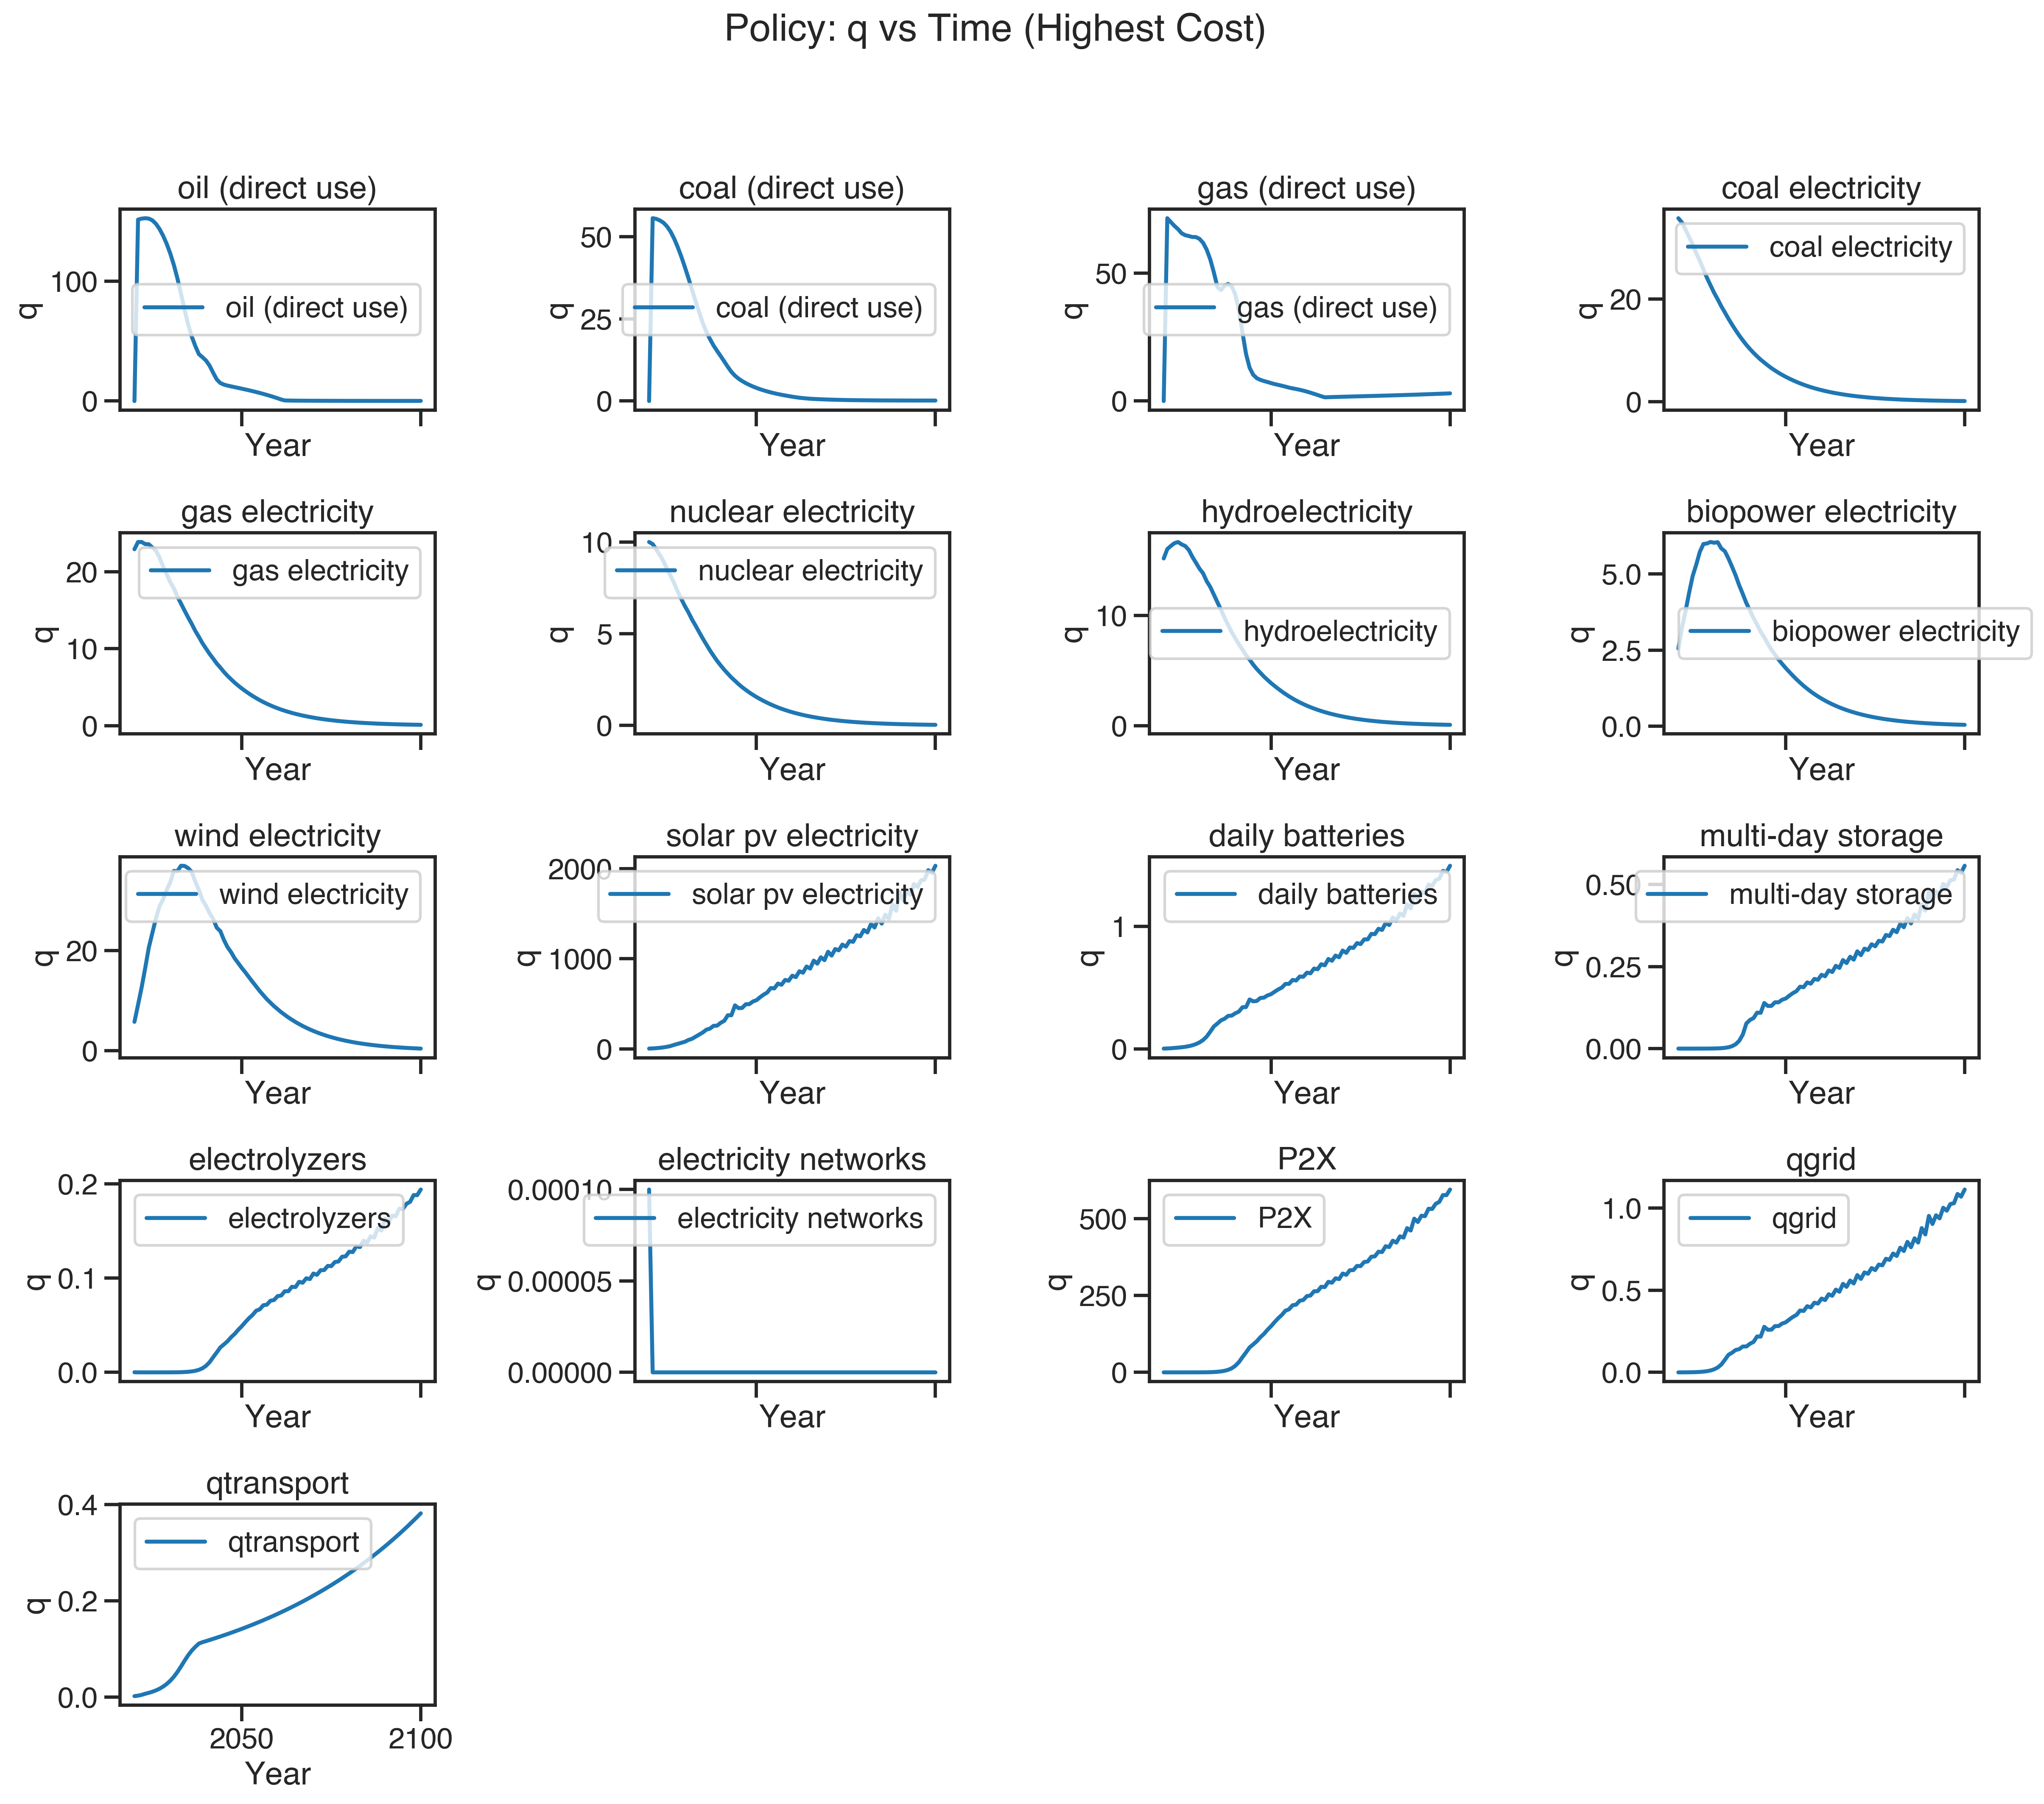 Policy: q vs Time (Highest Cost)
oil (direct use)
100
0
q
oil (direct use)
Year
coal (direct use)
50
25
0
q
coal (direct use)
Year
gas (direct use)
50
0
q
gas (direct use)
Year
coal electricity
20
0
q
coal electricity
Year
gas electricity
20
10
0
q
gas electricity
Year
nuclear electricity
10
5
0
q
nuclear electricity
Year
hydroelectricity
10
0
q
hydroelectricity
Year
biopower electricity
5.0
2.5
0.0
q
biopower electricity
Year
wind electricity
20
0
q
wind electricity
Year
solar pv electricity
2000
1000
0
q
solar pv electricity
Year
daily batteries
1
0
q
daily batteries
Year
multi-day storage
0.50
0.25
0.00
q
multi-day storage
Year
electrolyzers
0.2
0.1
0.0
q
electrolyzers
Year
electricity networks
0.00010
0.00005
0.00000
q
electricity networks
Year
P2X
500
250
0
q
P2X
Year
qgrid
1.0
0.5
0.0
q
qgrid
Year
qtransport
0.4
0.2
0.0
q
qtransport
2050 2100
Year